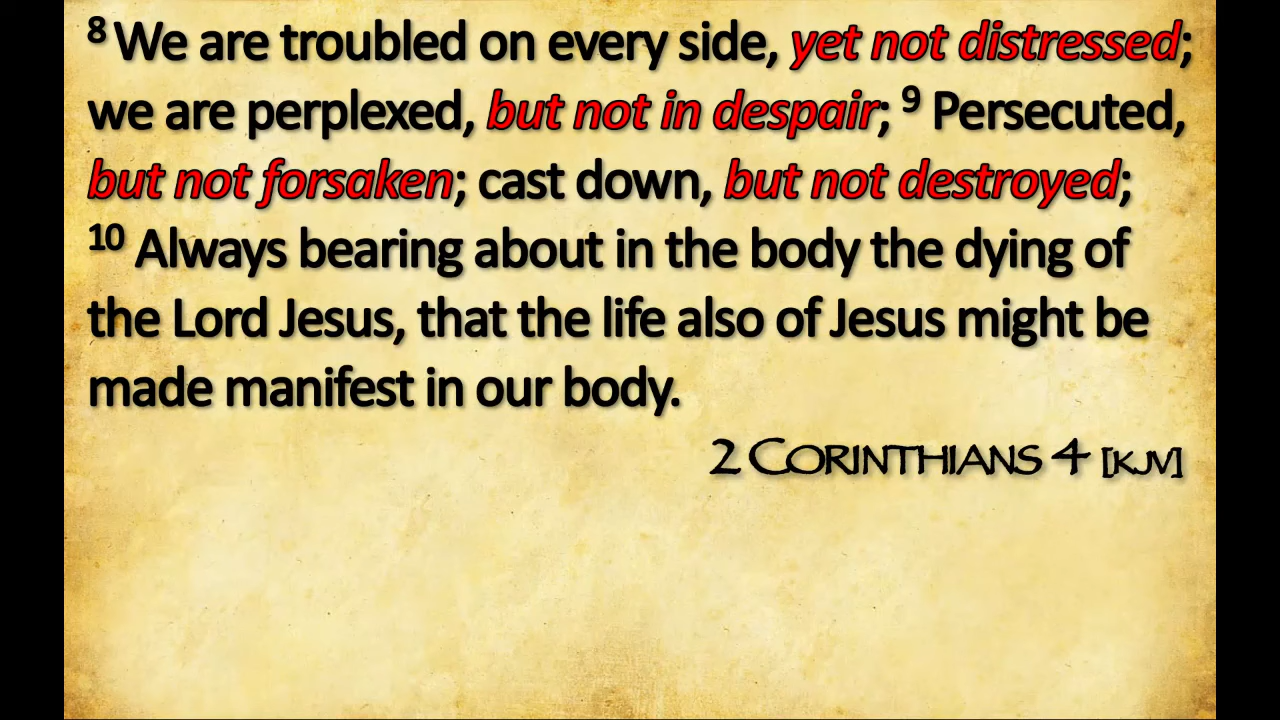 8 We are troubled on every side, yet not distressed;
we are perplexed, but not in despair; 9 Persecuted,
but not forsaken; cast down, but not destroyed;
10 Always bearing about in the body the dying of
the Lord Jesus, that the life also of Jesus might be
made manifest in our body.
2 CORINTHIANS 4 [KJV]